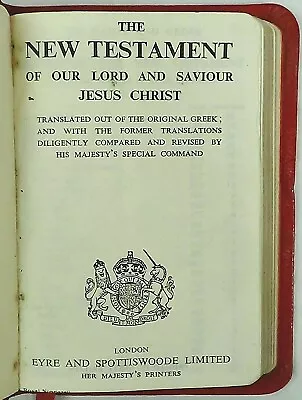 THE
NEW TESTAMENT
OF OUR LORD AND SAVIOUR
JESUS CHRIST
TRANSLATED OUT OF THE ORIGINAL GREEK;
AND WITH THE FORMER TRANSLATIONS
DILIGENTLY COMPARED AND REVISED BY
HIS MAJESTY'S SPECIAL COMMAND
LONDON
EYRE AND SPOTTISWOODE LIMITED
HER MAJESTY'S PRINTERS